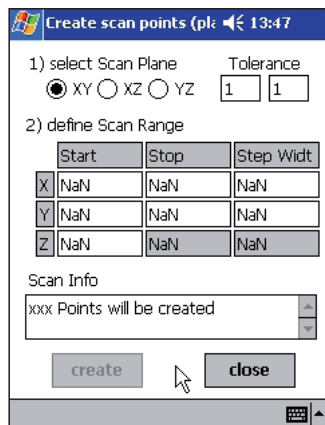 Create scan points (pla 13:47
1) select Scan Plane Tolerance
XY XZ YZ 1 1
2) define Scan Range
Start Stop Step Widt
X NaN NaN NaN
Y NaN NaN NaN
Z NaN NaN NaN
Scan Info
xxx Points will be created
create close